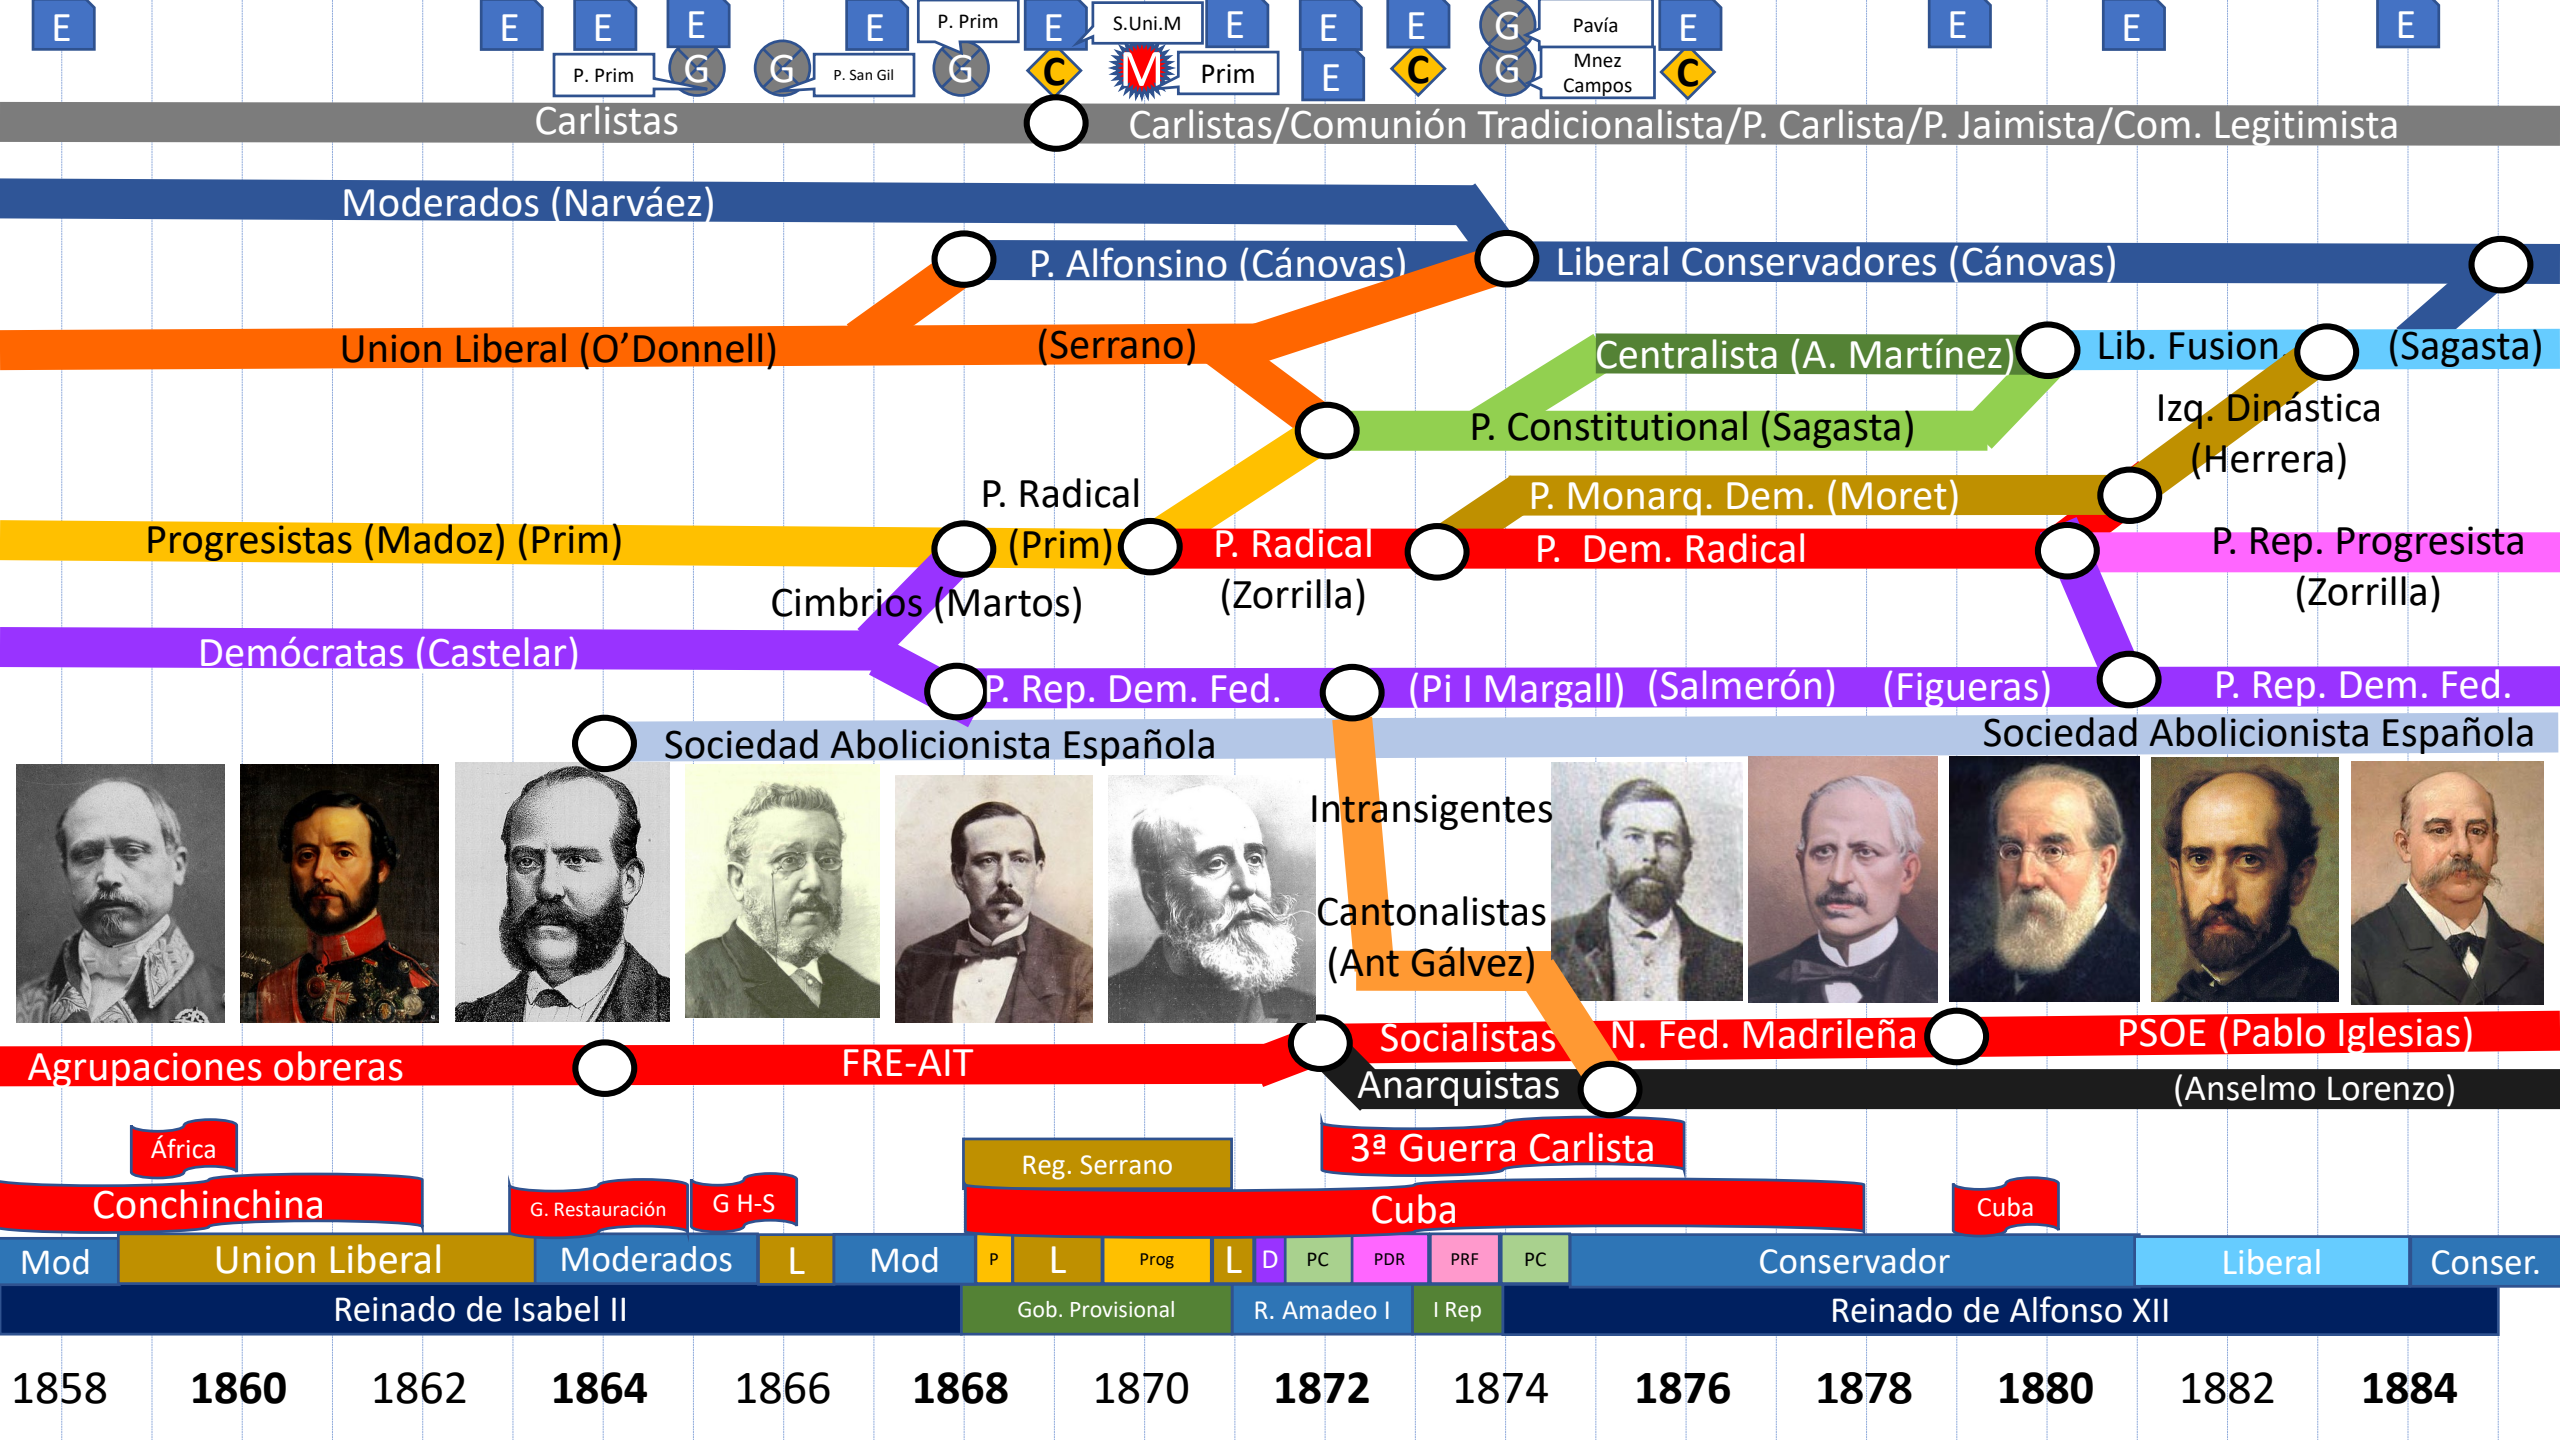 E
E
E
E
E
P. Prim
E
S.Uni.M
E
E
E
G
Pavía
E
E
E
E
P. Prim
G
G
P. San Gil
G
C
M
Prim
E
C
G
Mnez
Campos
C
Carlistas
Carlistas/Comunión Tradicionalista/P. Carlista/P. Jaimista/Com. Legitimista
Moderados (Narváez)
P. Alfonsino (Cánovas)
Liberal Conservadores (Cánovas)
Union Liberal (O’Donnell)
(Serrano)
Centralista (A. Martínez)
Lib. Fusion.
(Sagasta)
P. Constitutional (Sagasta)
Izq. Dinástica
(Herrera)
P. Radical
(Prim)
P. Monarq. Dem. (Moret)
Progresistas (Madoz) (Prim)
P. Radical
(Zorrilla)
P. Dem. Radical
P. Rep. Progresista
(Zorrilla)
Cimbrios (Martos)
Demócratas (Castelar)
P. Rep. Dem. Fed.
(Pi I Margall)
(Salmerón)
(Figueras)
P. Rep. Dem. Fed.
Sociedad Abolicionista Española
Sociedad Abolicionista Española
Intransigentes
Cantonalistas
(Ant Gálvez)
Agrupaciones obreras
FRE-AIT
Socialistas
N. Fed. Madrileña
PSOE (Pablo Iglesias)
Anarquistas
(Anselmo Lorenzo)
África
Reg. Serrano
3ª Guerra Carlista
Conchinchina
G. Restauración
G H-S
Cuba
Cuba
Mod
Union Liberal
Moderados
L
Mod
P
L
Prog
L
D
PC
PDR
PRF
PC
Conservador
Liberal
Conser.
Reinado de Isabel II
Gob. Provisional
R. Amadeo I
I Rep
Reinado de Alfonso XII
1858
1860
1862
1864
1866
1868
1870
1872
1874
1876
1878
1880
1882
1884